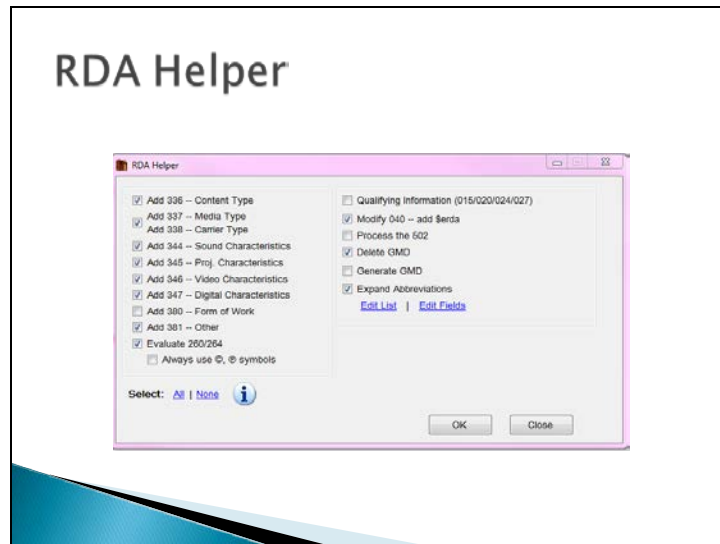 RDA Helper
RDA Helper
Add 336 -- Content Type
Add 337 -- Media Type
Add 338 -- Carrier Type
Add 344 -- Sound Characteristics
Add 345 -- Proj. Characteristics
Add 346 -- Video Characteristics
Add 347 -- Digital Characteristics
Add 380 -- Form of Work
Add 381 -- Other
Evaluate 260/264
Always use ©, ℗ symbols
Select: All | None
Qualifying Information (015/020/024/027)
Modify 040 -- add $erda
Process the 502
Delete GMD
Generate GMD
Expand Abbreviations
Edit List | Edit Fields
OK Close